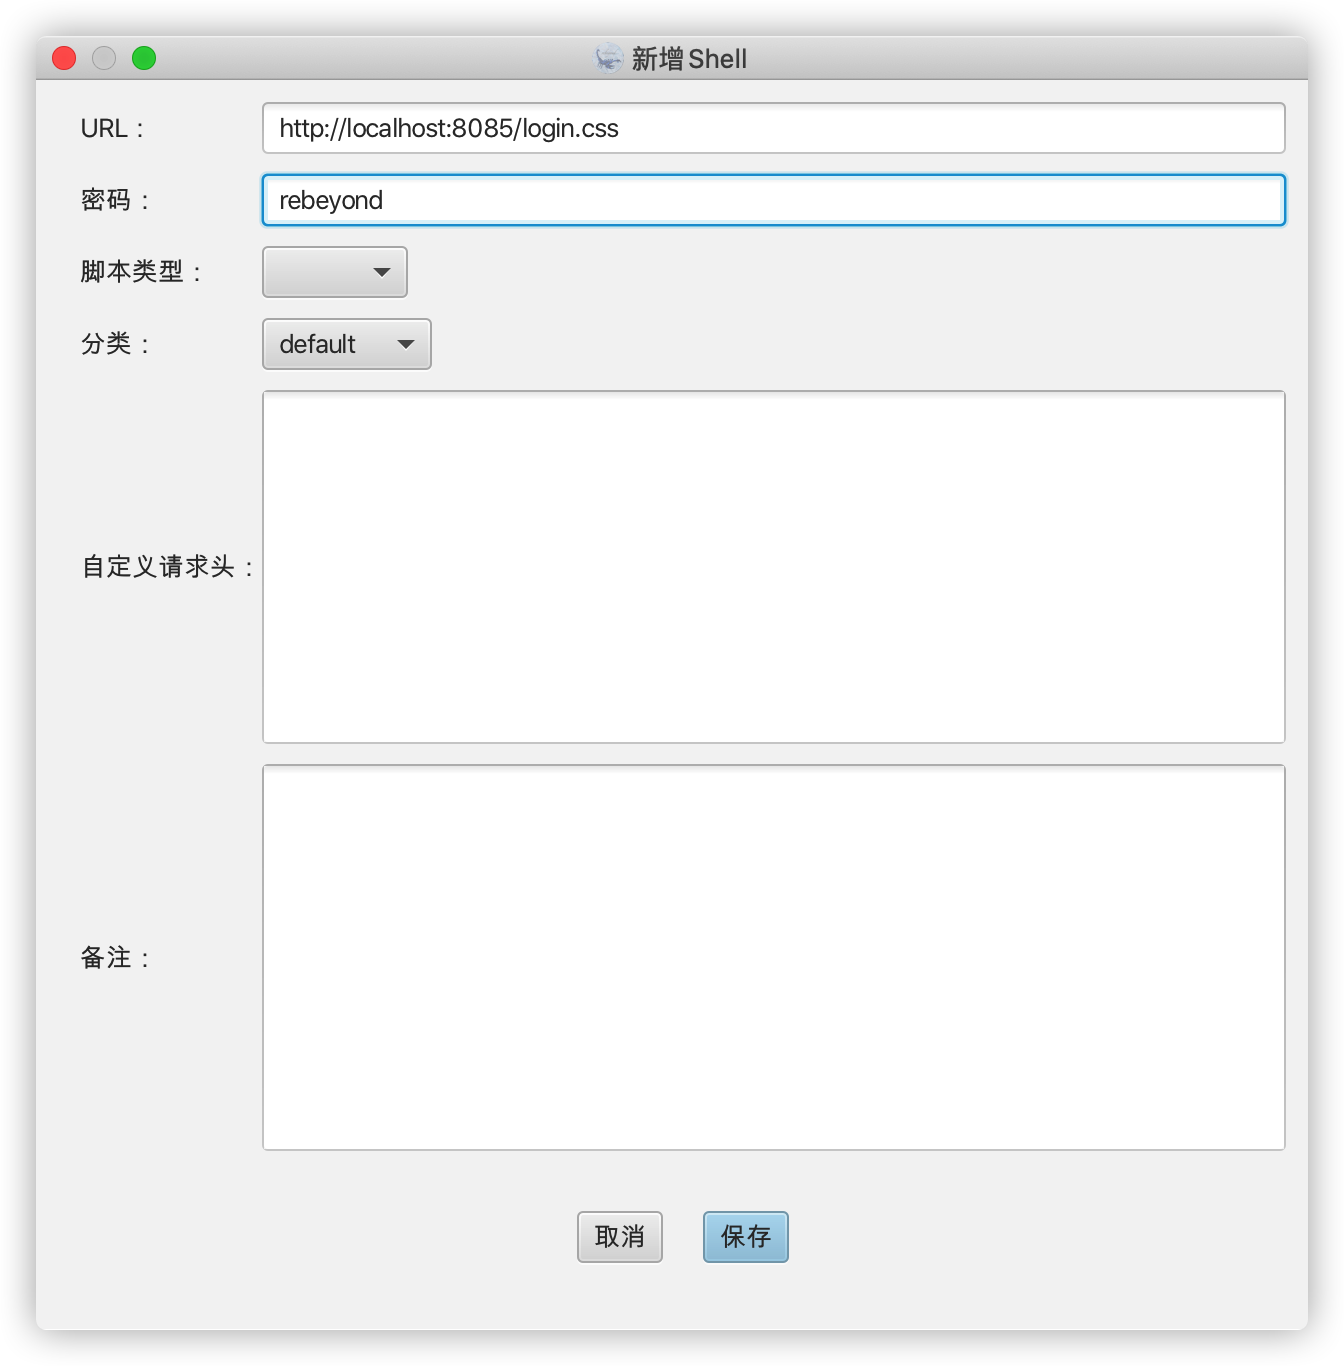 新增Shell
URL： http://localhost:8085/login.css
密码： rebeyond
脚本类型：
分类： default
自定义请求头：
备注：
取消 保存